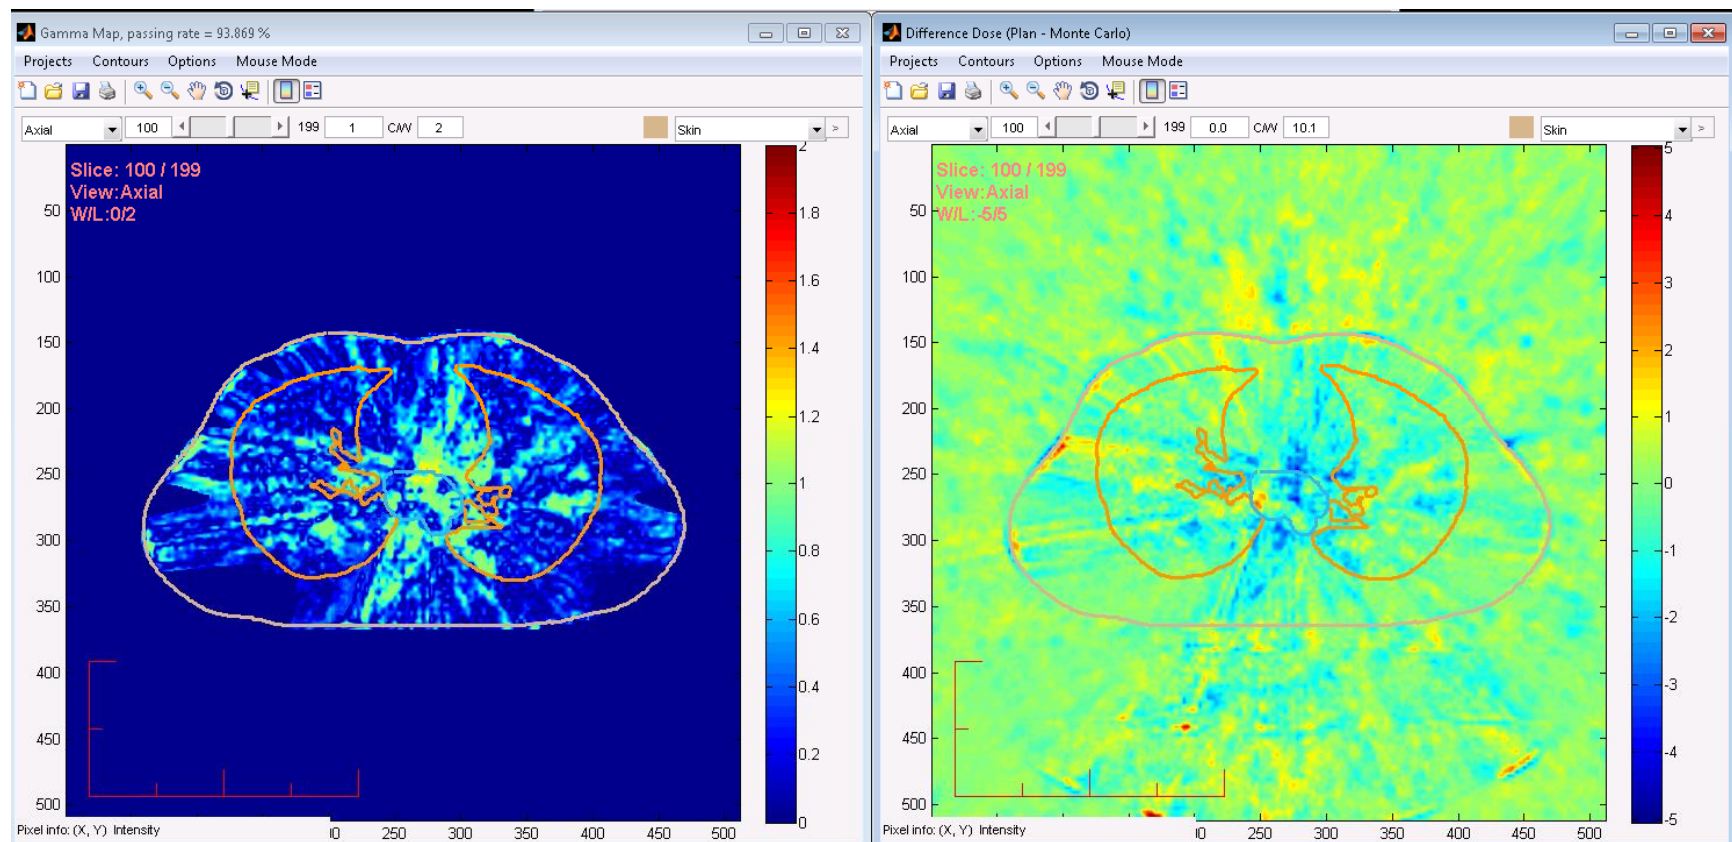 Gamma Map, passing rate = 93.869 %
Projects Contours Options Mouse Mode
Axial 100 199 1 C/W 2 Skin >
Slice: 100 / 199
View:Axial
W/L:0/2
50
100
150
200
250
300
350
400
450
500
2
1.8
1.6
1.4
1.2
1
0.8
0.6
0.4
0.2
0
Pixel info: (X, Y) Intensity
250 300 350 400 450 500
Difference Dose (Plan - Monte Carlo)
Projects Contours Options Mouse Mode
Axial 100 199 0.0 C/W 10.1 Skin >
Slice: 100 / 199
View:Axial
W/L:-5/5
50
100
150
200
250
300
350
400
450
500
5
4
3
2
1
0
-1
-2
-3
-4
-5
Pixel info: (X, Y) Intensity
250 300 350 400 450 500